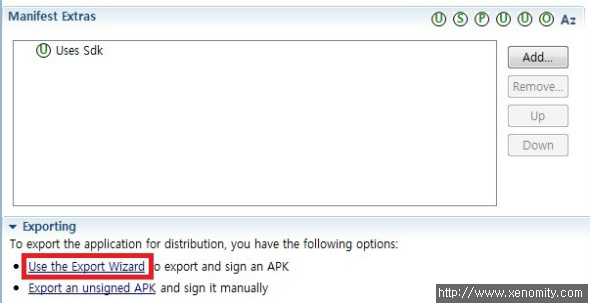 Manifest Extras
U S P U U O Az
U Uses Sdk
Add...
Remove...
Up
Down
Exporting
To export the application for distribution, you have the following options:
Use the Export Wizard to export and sign an APK
Export an unsigned APK and sign it manually
http://www.xenomity.com